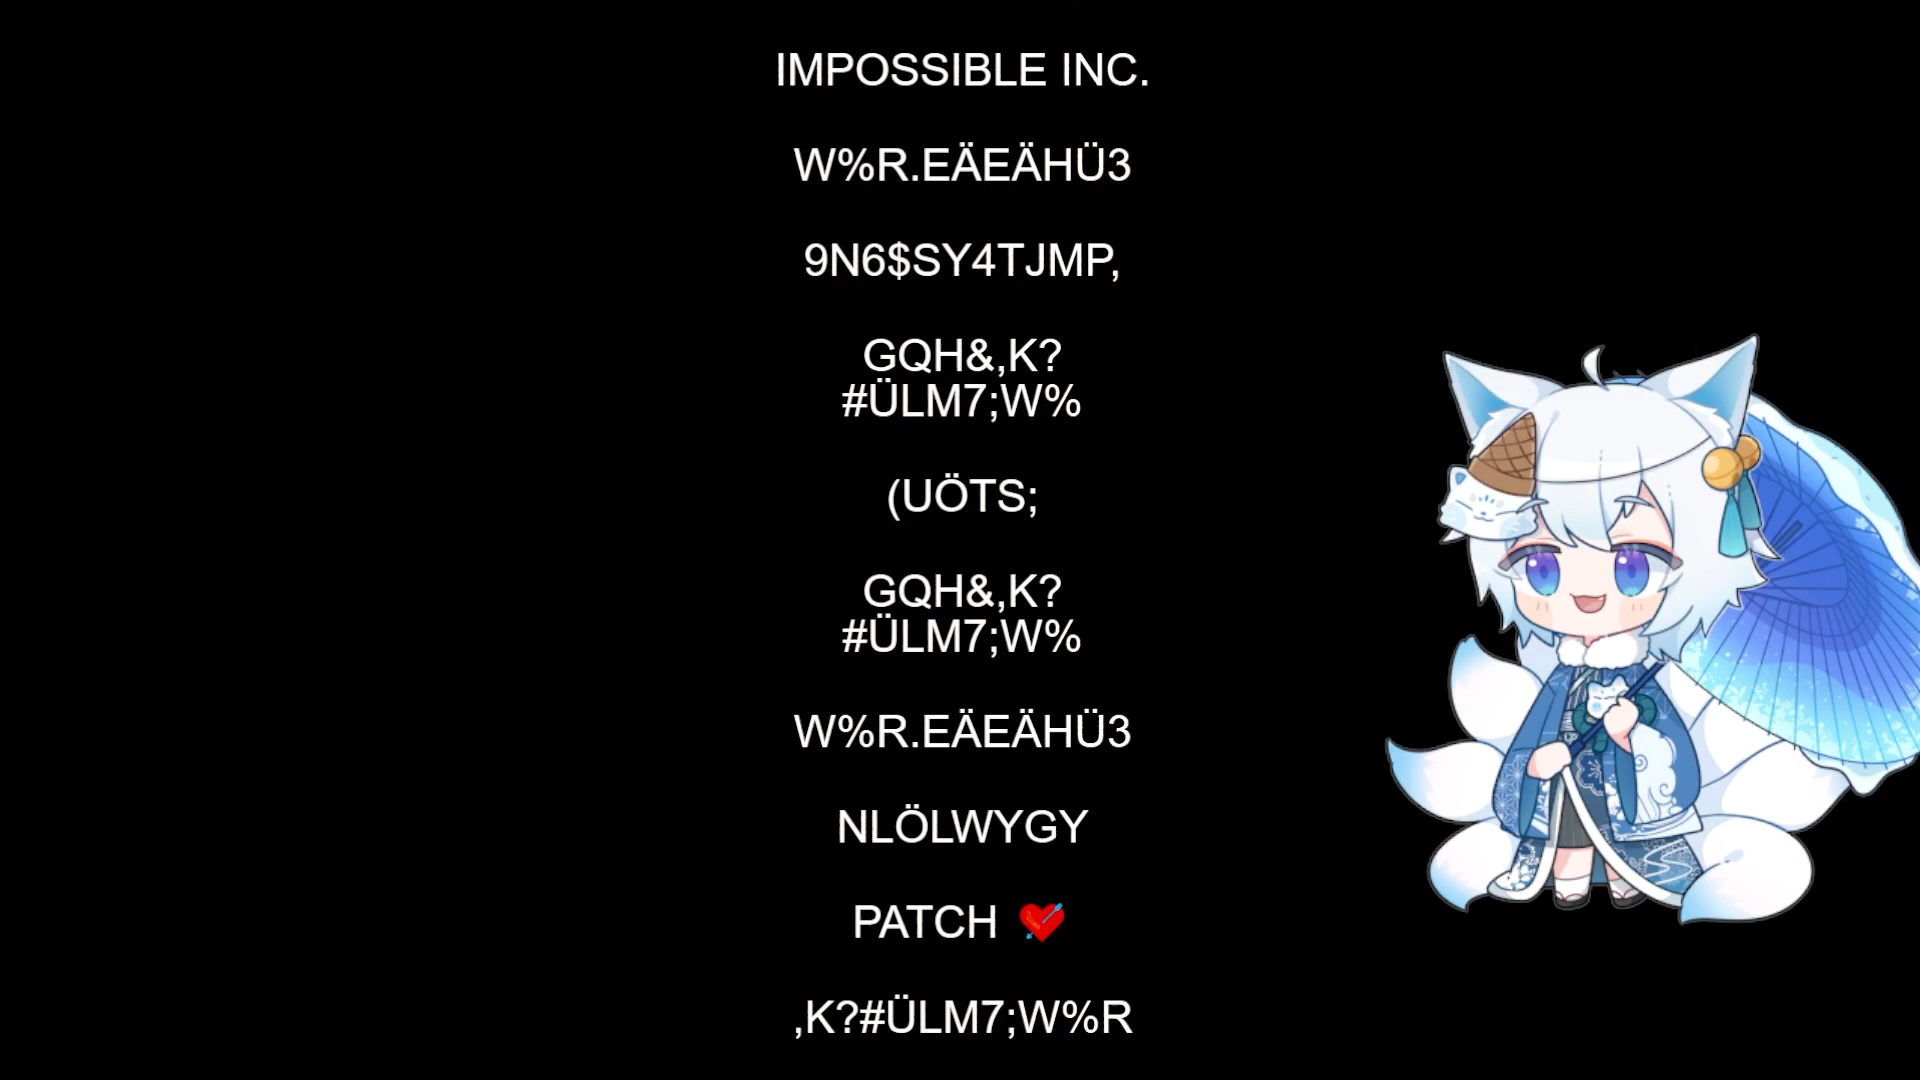 IMPOSSIBLE INC.
W%R.EÄEÄHÜ3
9N6$SY4TJMP,
GQH&,K?
#ÜLM7;W%
(UÖTS;
GQH&,K?
#ÜLM7;W%
W%R.EÄEÄHÜ3
NLÖLWYGY
PATCH 💘
,K?#ÜLM7;W%R